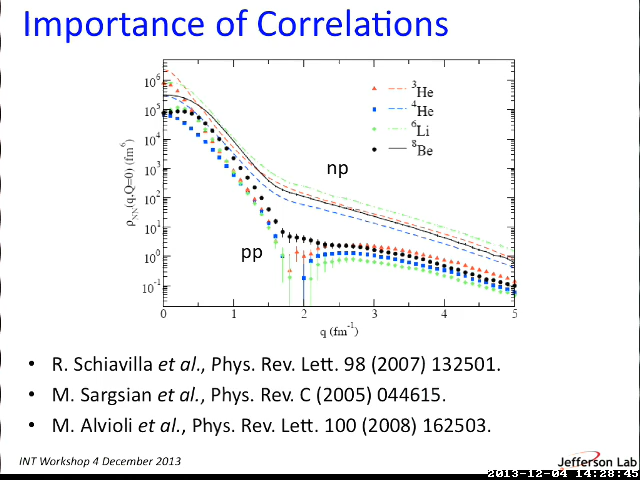 Importance of Correlations
10⁶
10⁵
10⁴
10³
10²
10¹
10⁰
10⁻¹
ρNN(q,Q=0) (fm⁶)
³He
⁴He
⁶Li
⁸Be
np
pp
0 1 2 3 4 5
q (fm⁻¹)
• R. Schiavilla et al., Phys. Rev. Lett. 98 (2007) 132501.
• M. Sargsian et al., Phys. Rev. C (2005) 044615.
• M. Alvioli et al., Phys. Rev. Lett. 100 (2008) 162503.
INT Workshop 4 December 2013
Jefferson Lab
2013-12-04 14:28:45